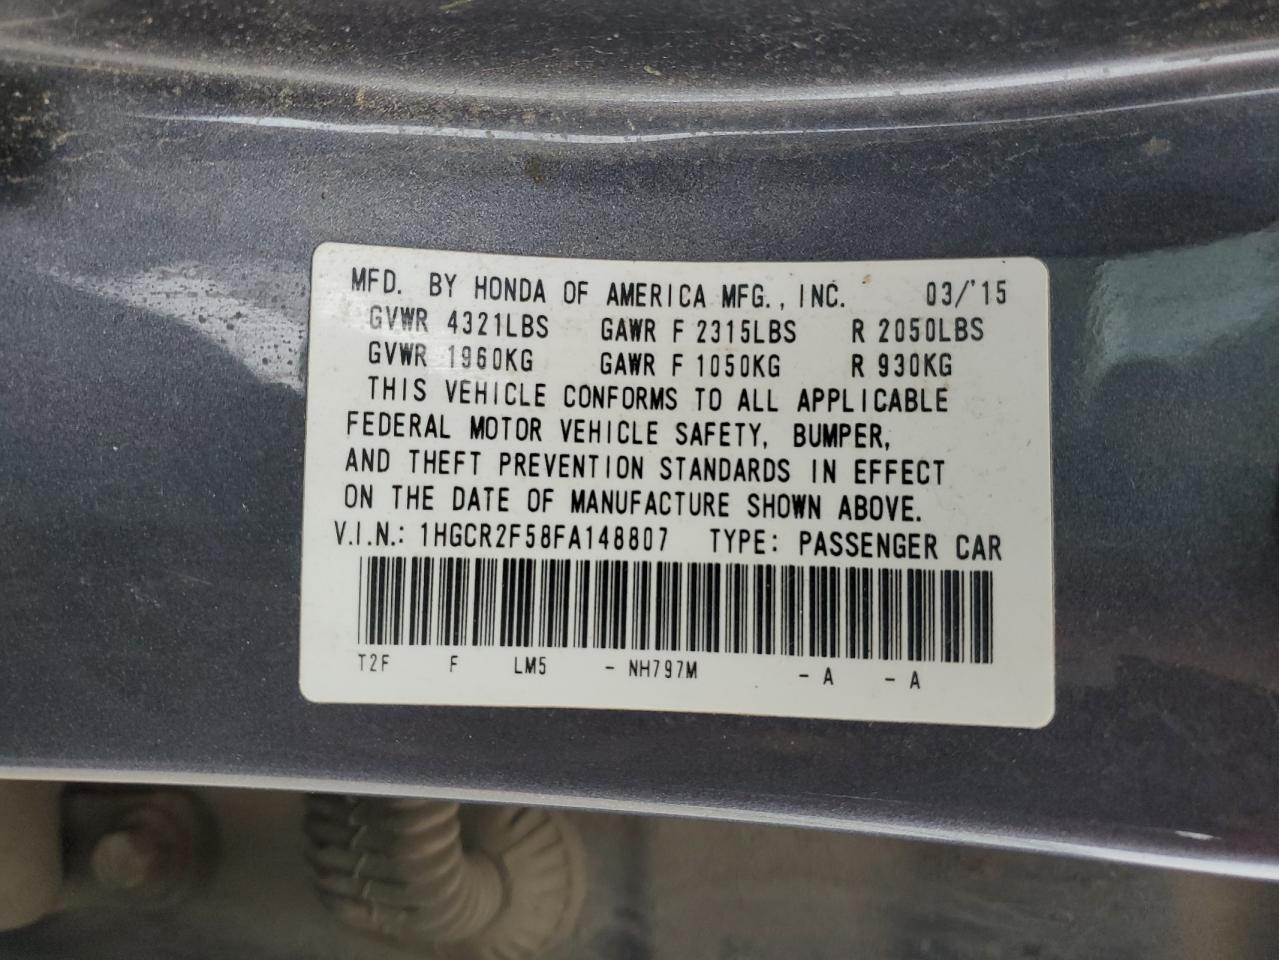 MFD. BY HONDA OF AMERICA MFG., INC. 03/'15
GVWR 4321LBS GAWR F 2315LBS R 2050LBS
GVWR 1960KG GAWR F 1050KG R 930KG
THIS VEHICLE CONFORMS TO ALL APPLICABLE
FEDERAL MOTOR VEHICLE SAFETY, BUMPER,
AND THEFT PREVENTION STANDARDS IN EFFECT
ON THE DATE OF MANUFACTURE SHOWN ABOVE.
V.I.N.: 1HGCR2F58FA148807 TYPE: PASSENGER CAR
T2F F LM5 - NH797M - A - A